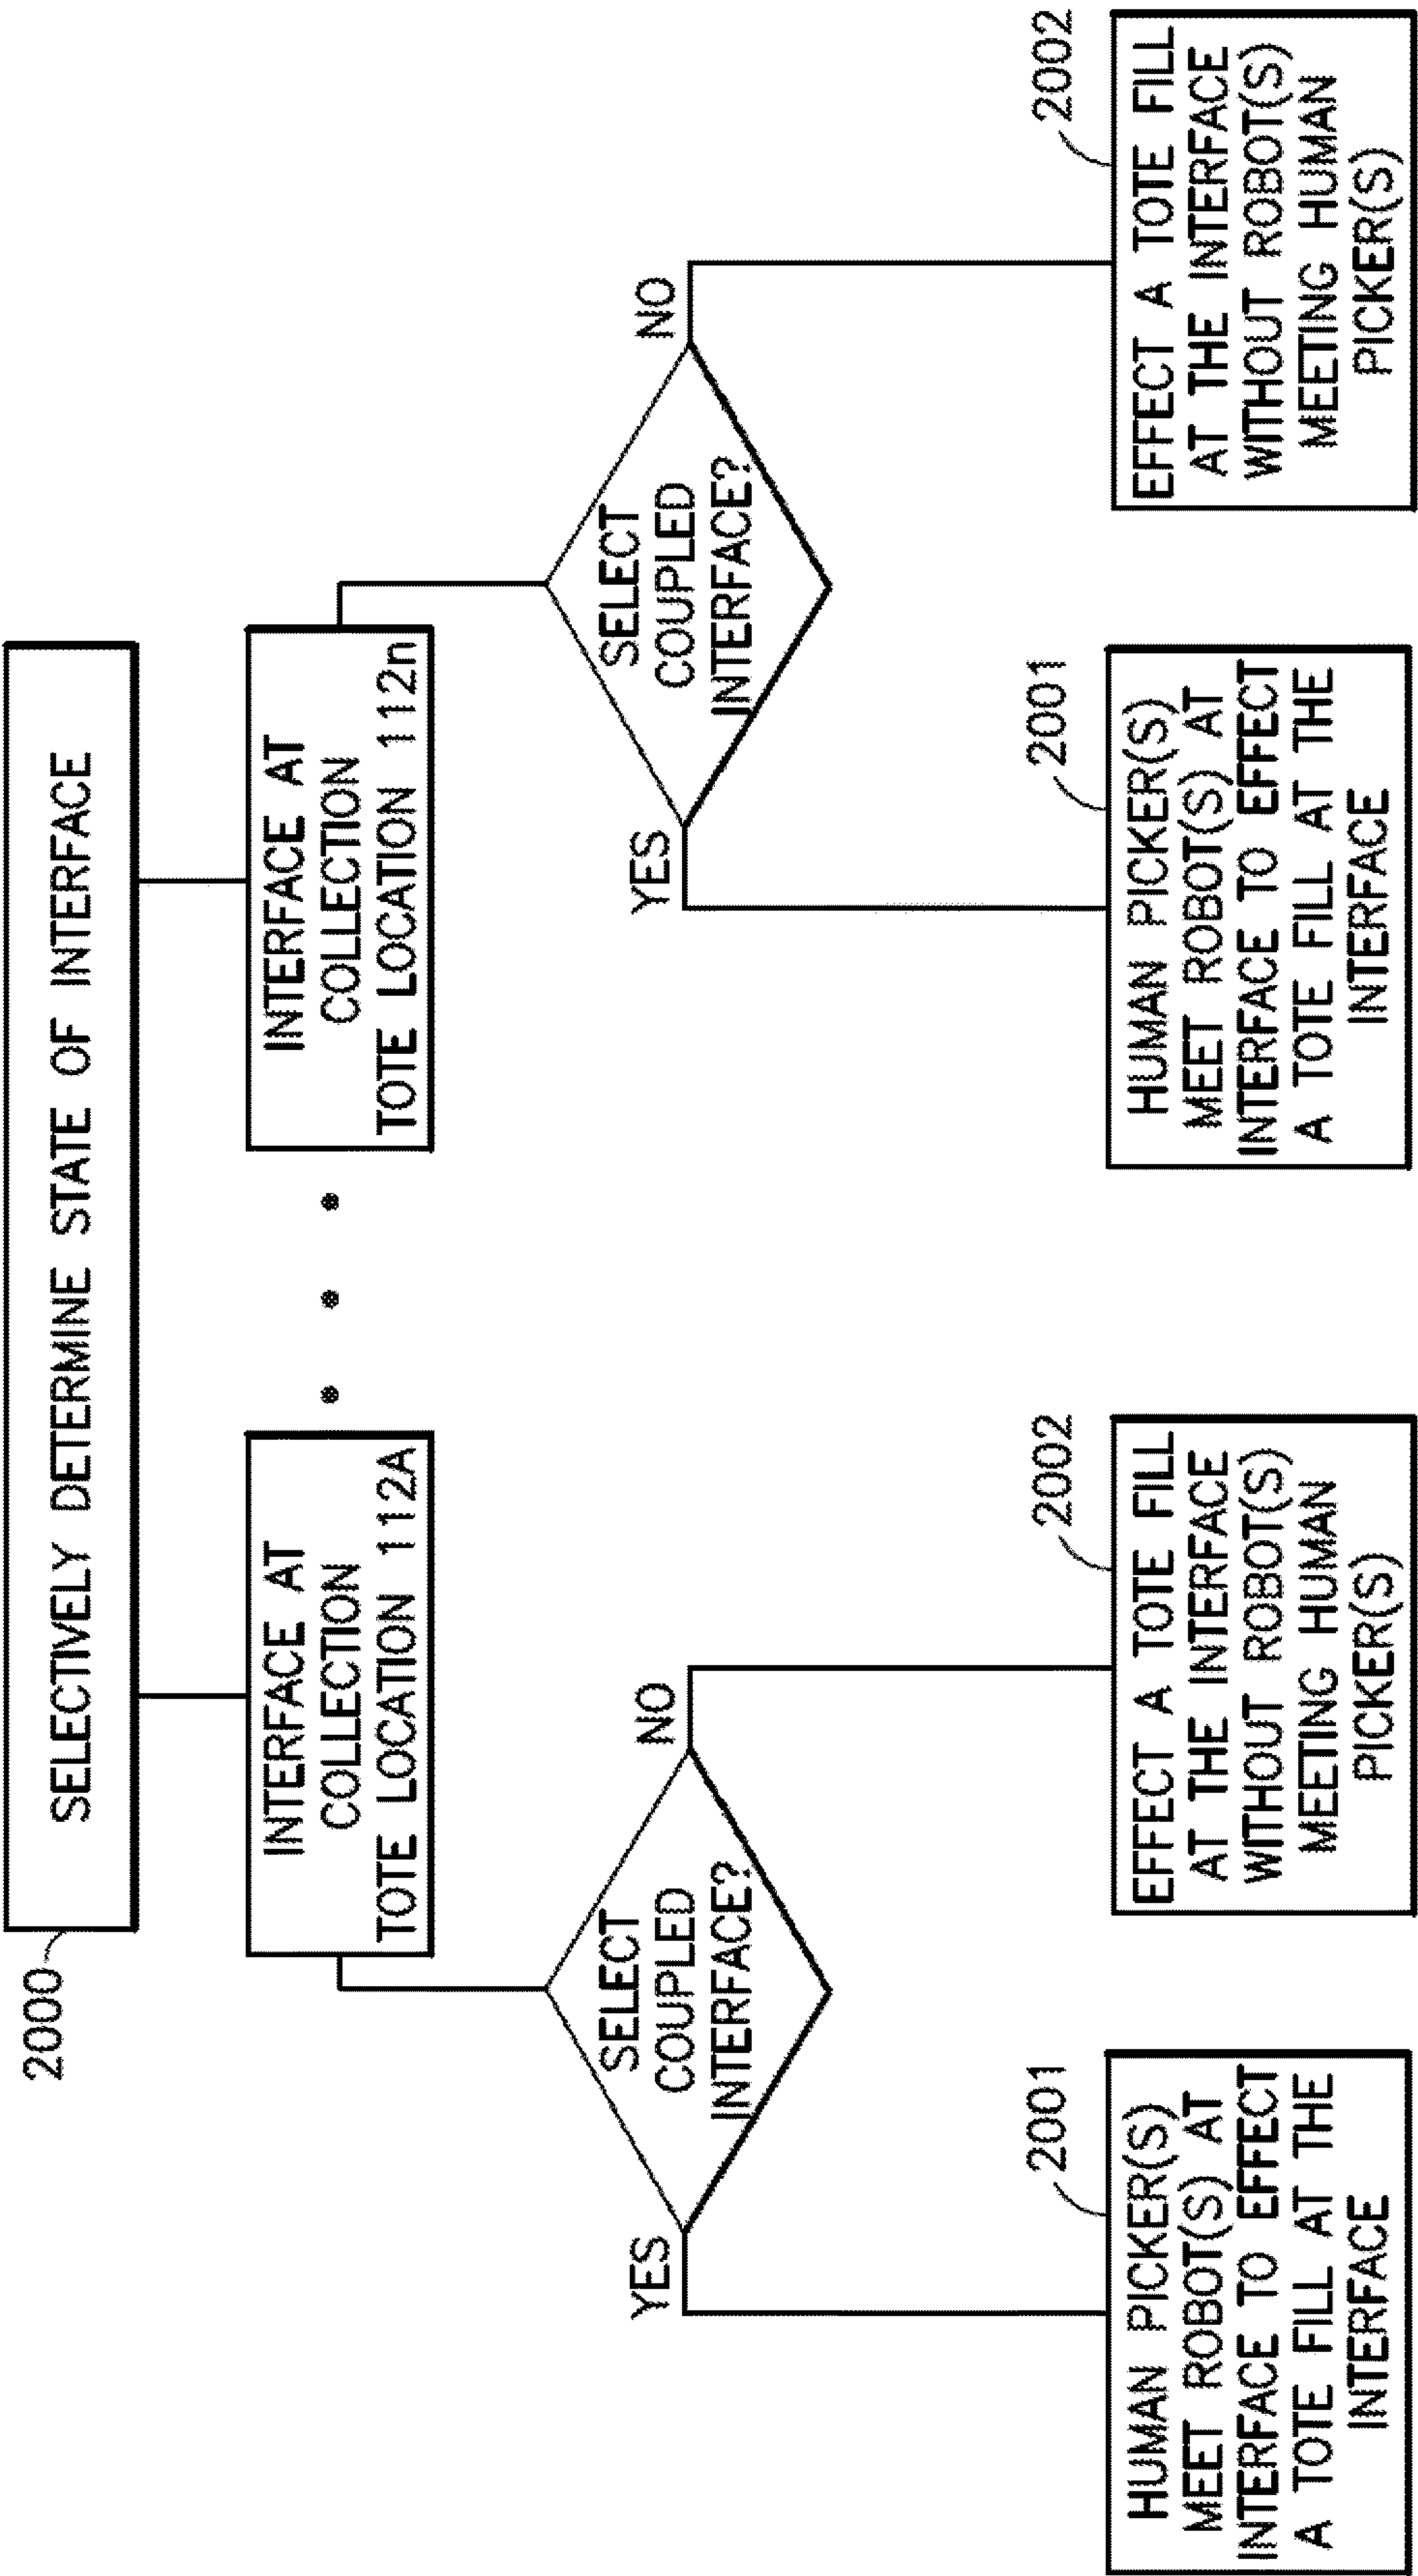 2000
SELECTIVELY DETERMINE STATE OF INTERFACE
INTERFACE AT
COLLECTION
TOTE LOCATION 112A
INTERFACE AT
COLLECTION
TOTE LOCATION 112n
SELECT
COUPLED
INTERFACE?
YES
NO
SELECT
COUPLED
INTERFACE?
YES
NO
2001
HUMAN PICKER(S)
MEET ROBOT(S) AT
INTERFACE TO EFFECT
A TOTE FILL AT THE
INTERFACE
2002
EFFECT A TOTE FILL
AT THE INTERFACE
WITHOUT ROBOT(S)
MEETING HUMAN
PICKER(S)
2001
HUMAN PICKER(S)
MEET ROBOT(S) AT
INTERFACE TO EFFECT
A TOTE FILL AT THE
INTERFACE
2002
EFFECT A TOTE FILL
AT THE INTERFACE
WITHOUT ROBOT(S)
MEETING HUMAN
PICKER(S)